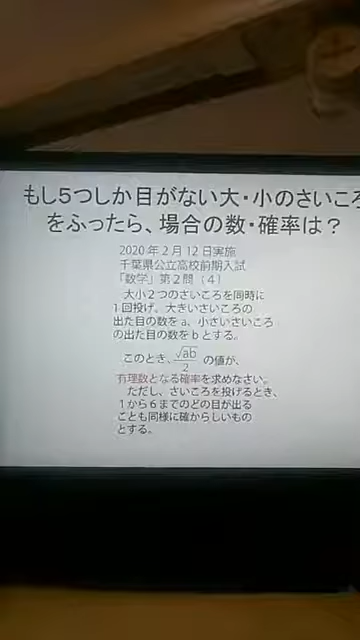 もし5つしか目がない大・小のさいころ
をふったら、場合の数・確率は？
2020年2月12日実施
千葉県公立高校前期入試
「数学」第2問（4）
大小2つのさいころを同時に
1回投げ、大きいさいころの
出た目の数をa、小さいさいころ
の出た目の数をbとする。
このとき、√ab/2 の値が、
有理数となる確率を求めなさい。
ただし、さいころを投げるとき、
1から6までのどの目が出る
ことも同様に確からしいもの
とする。